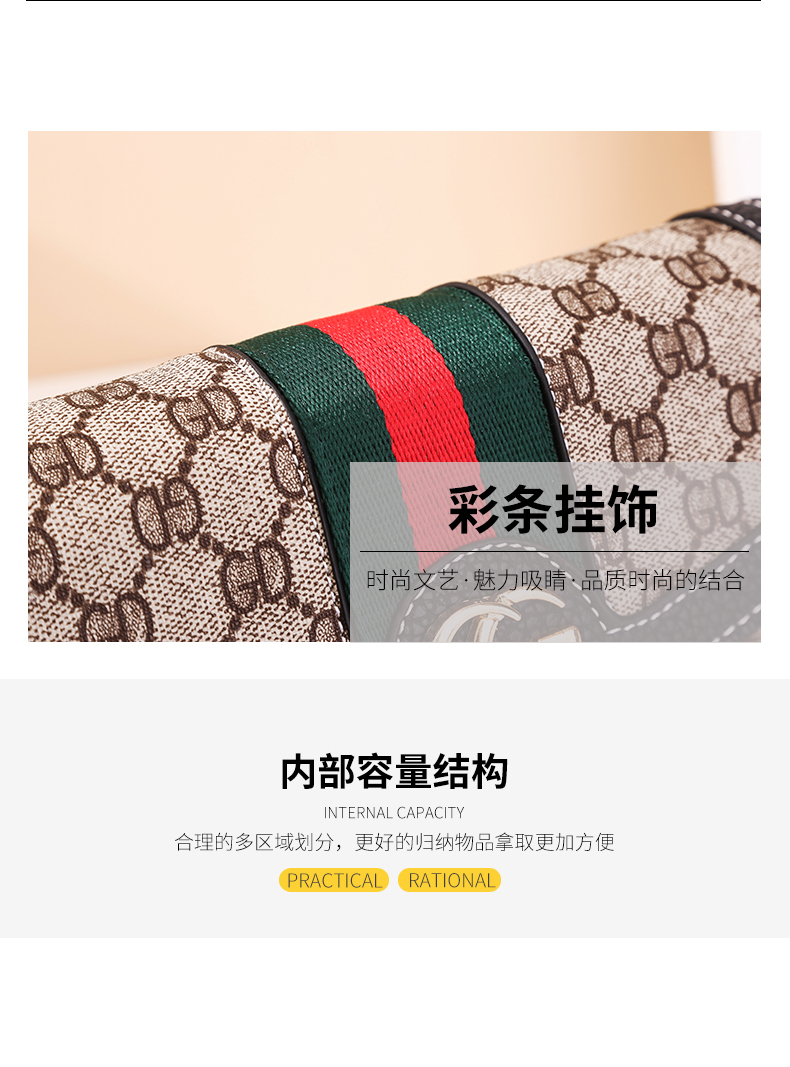 彩条挂饰
时尚文艺·魅力吸睛·品质时尚的结合
内部容量结构
INTERNAL CAPACITY
合理的多区域划分，更好的归纳物品拿取更加方便
PRACTICAL RATIONAL